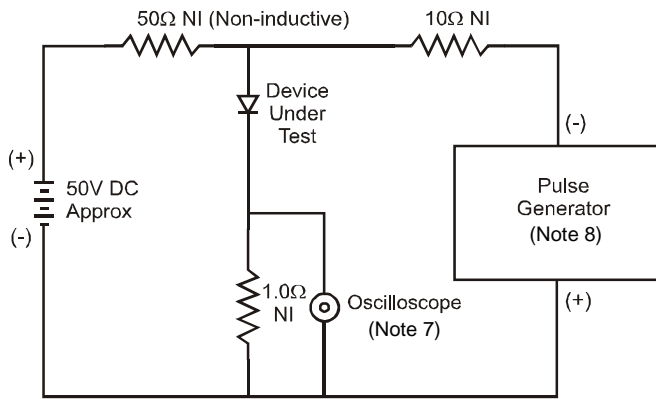 50Ω NI (Non-inductive)
10Ω NI
Device
Under
Test
(-)
(+)
50V DC
Approx
(-)
Pulse
Generator
(Note 8)
1.0Ω
NI
Oscilloscope
(Note 7)
(+)